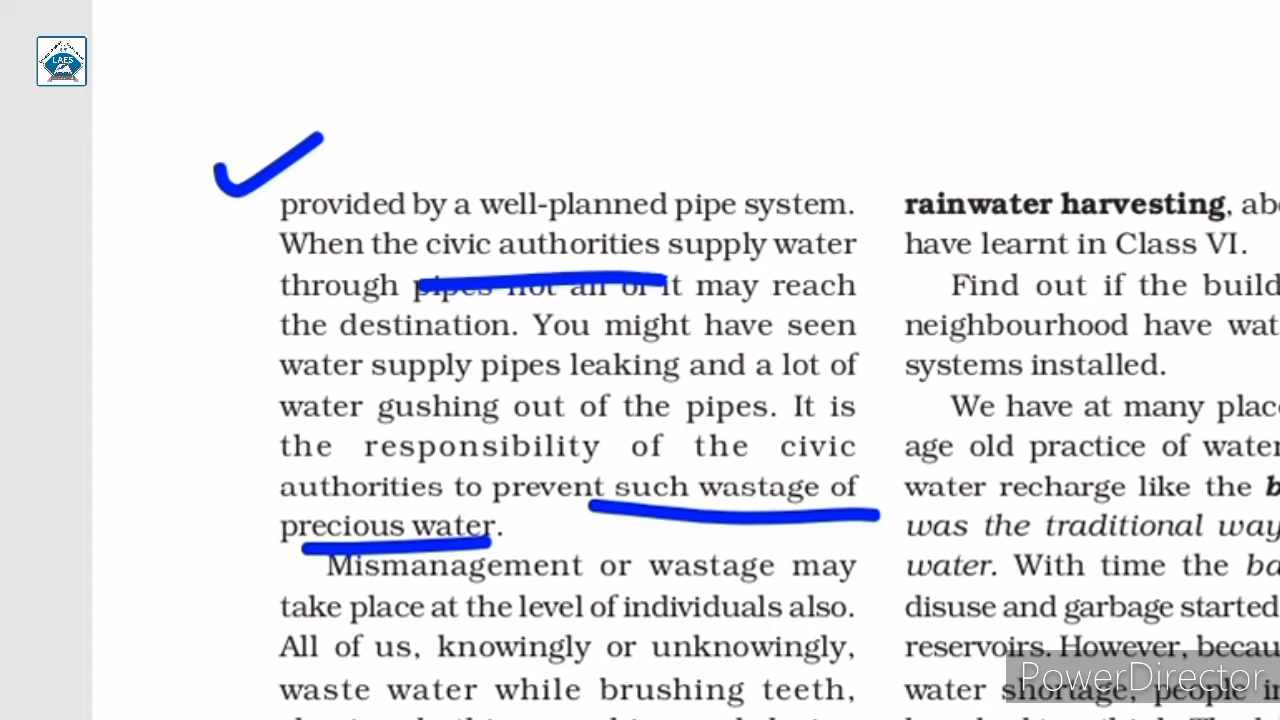 LAES
provided by a well-planned pipe system.
When the civic authorities supply water
through pipes not all of it may reach
the destination. You might have seen
water supply pipes leaking and a lot of
water gushing out of the pipes. It is
the responsibility of the civic
authorities to prevent such wastage of
precious water.
Mismanagement or wastage may
take place at the level of individuals also.
All of us, knowingly or unknowingly,
waste water while brushing teeth,
rainwater harvesting,
have learnt in Class VI.
Find out if the
neighbourhood have
systems installed.
We have at many
age old practice of
water recharge like the
was the traditional way
water. With time the
disuse and garbage started
reservoirs. However,
water shortage, people in
PowerDirector